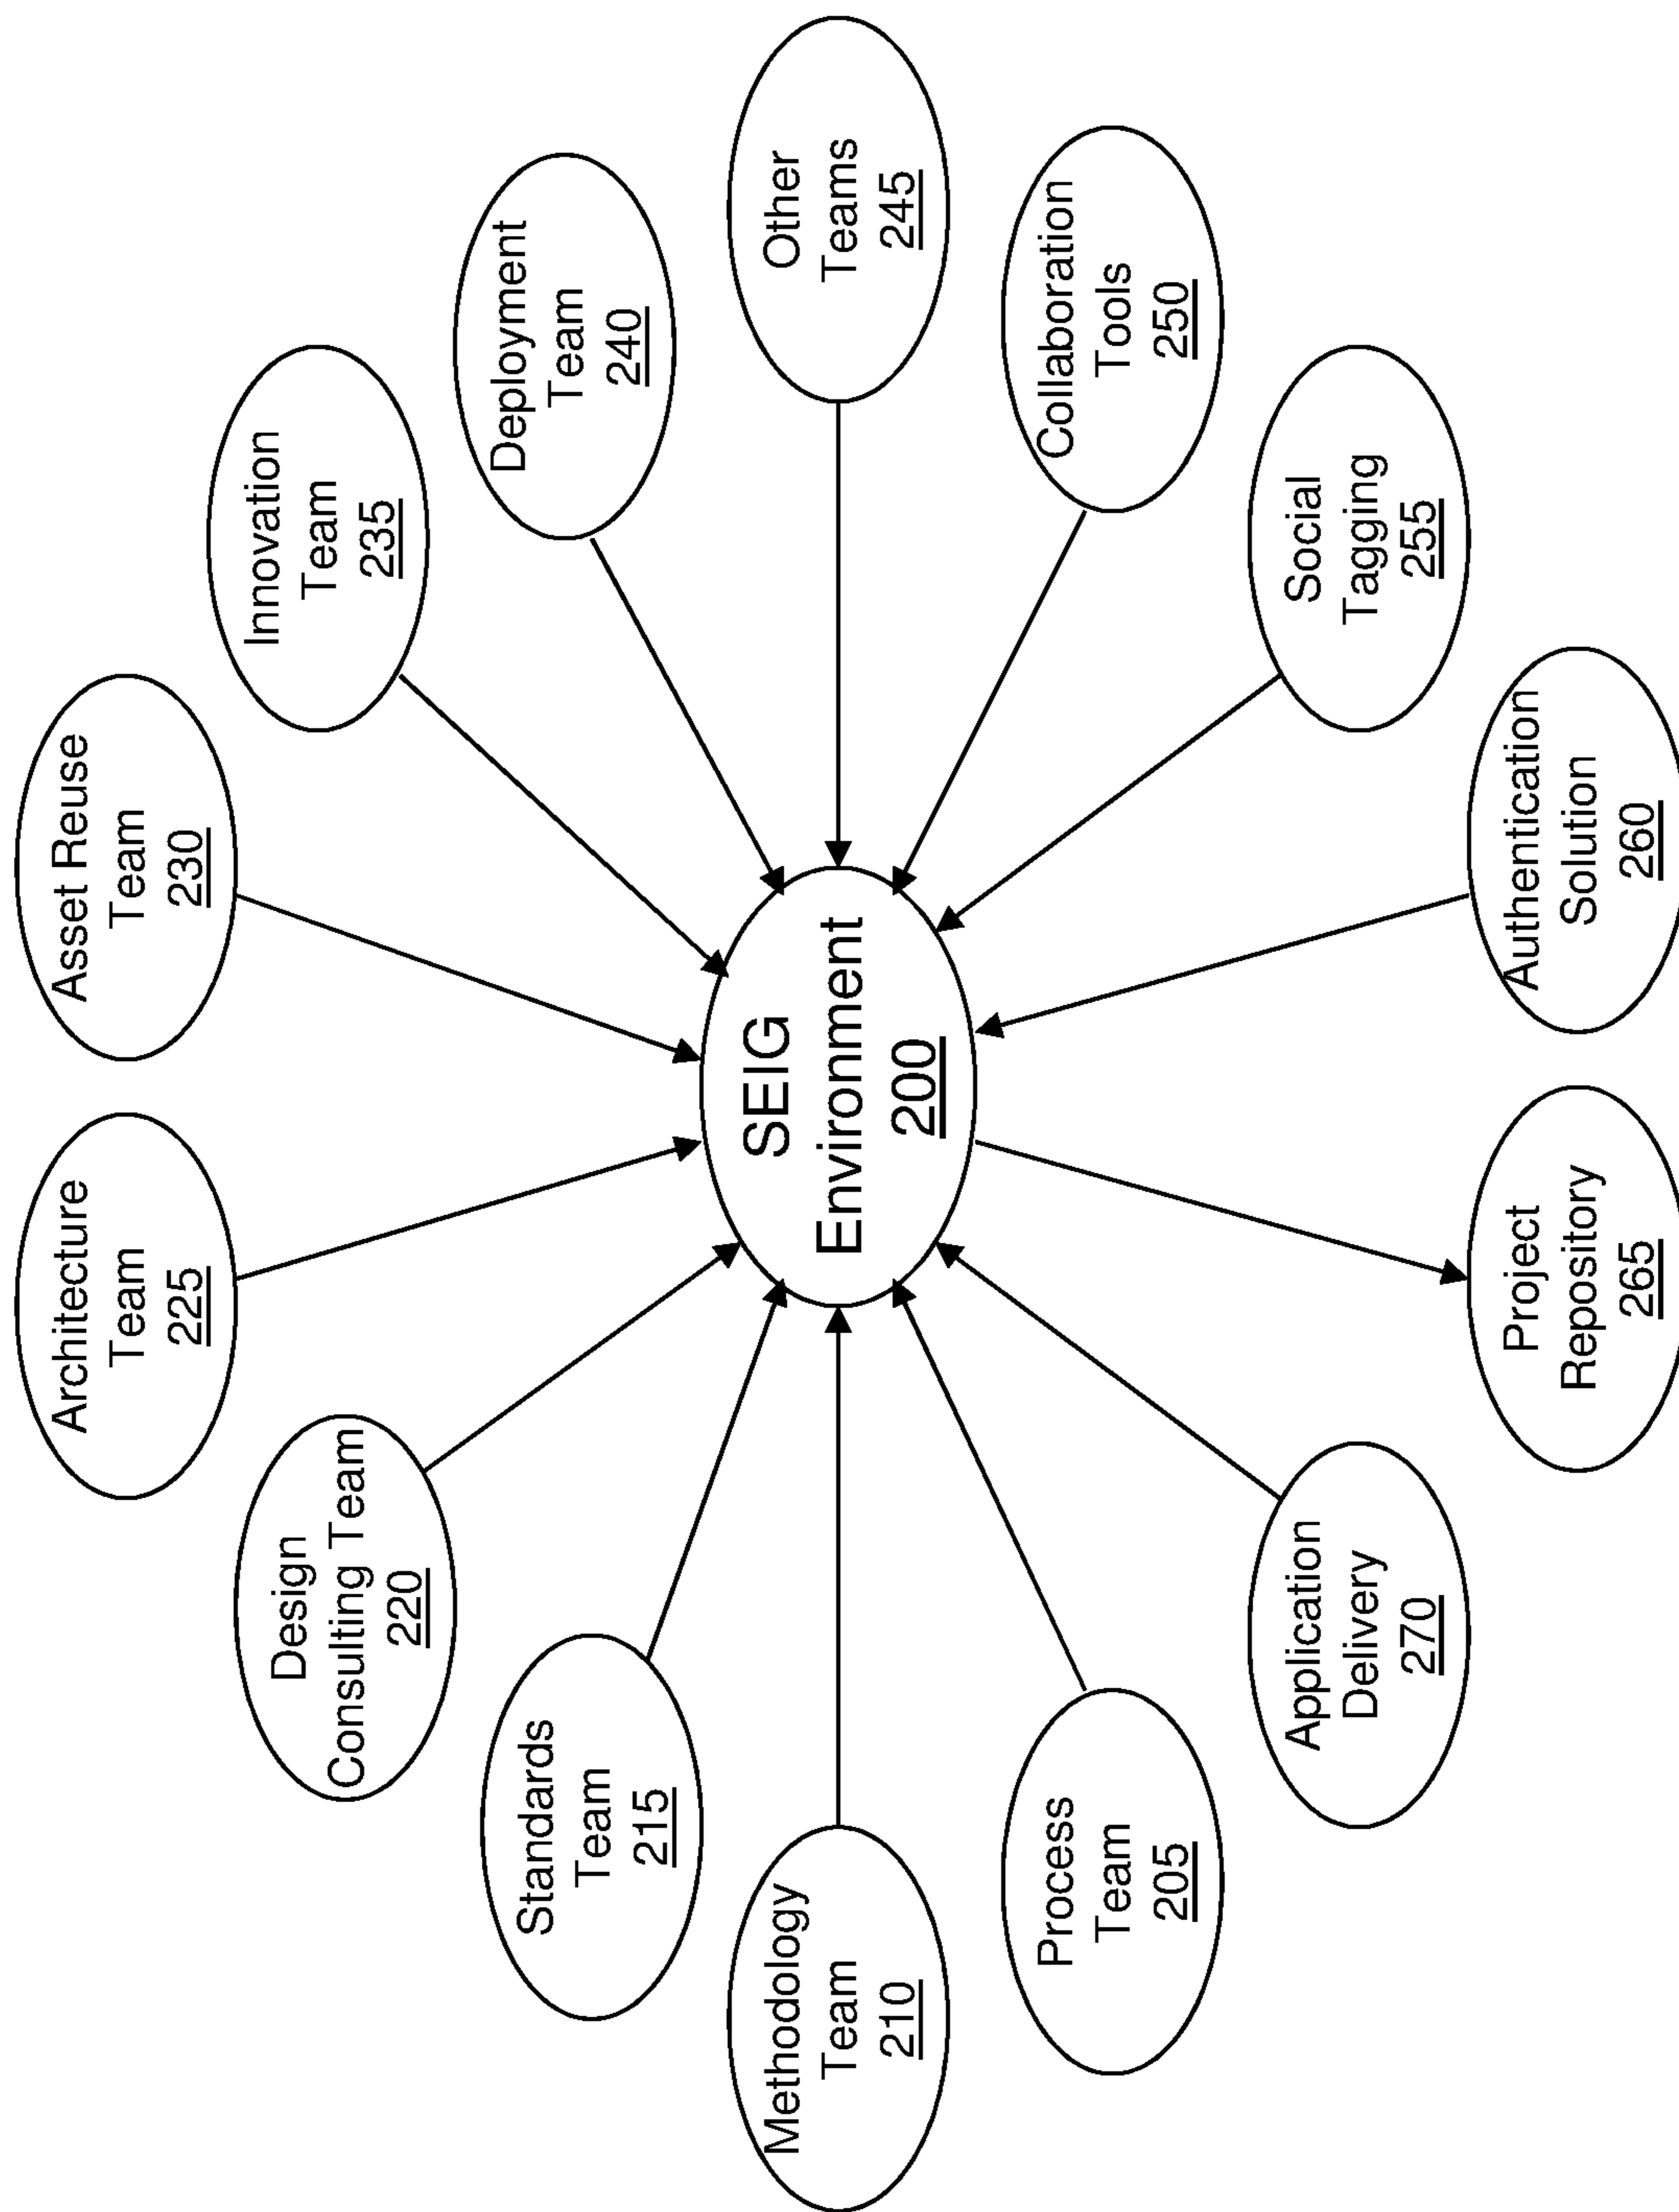 Architecture
Team
225
Asset Reuse
Team
230
Design
Consulting Team
220
Innovation
Team
235
Standards
Team
215
Deployment
Team
240
Methodology
Team
210
SEIG
Environment
200
Other
Teams
245
Process
Team
205
Collaboration
Tools
250
Application
Delivery
270
Social
Tagging
255
Project
Repository
265
Authentication
Solution
260